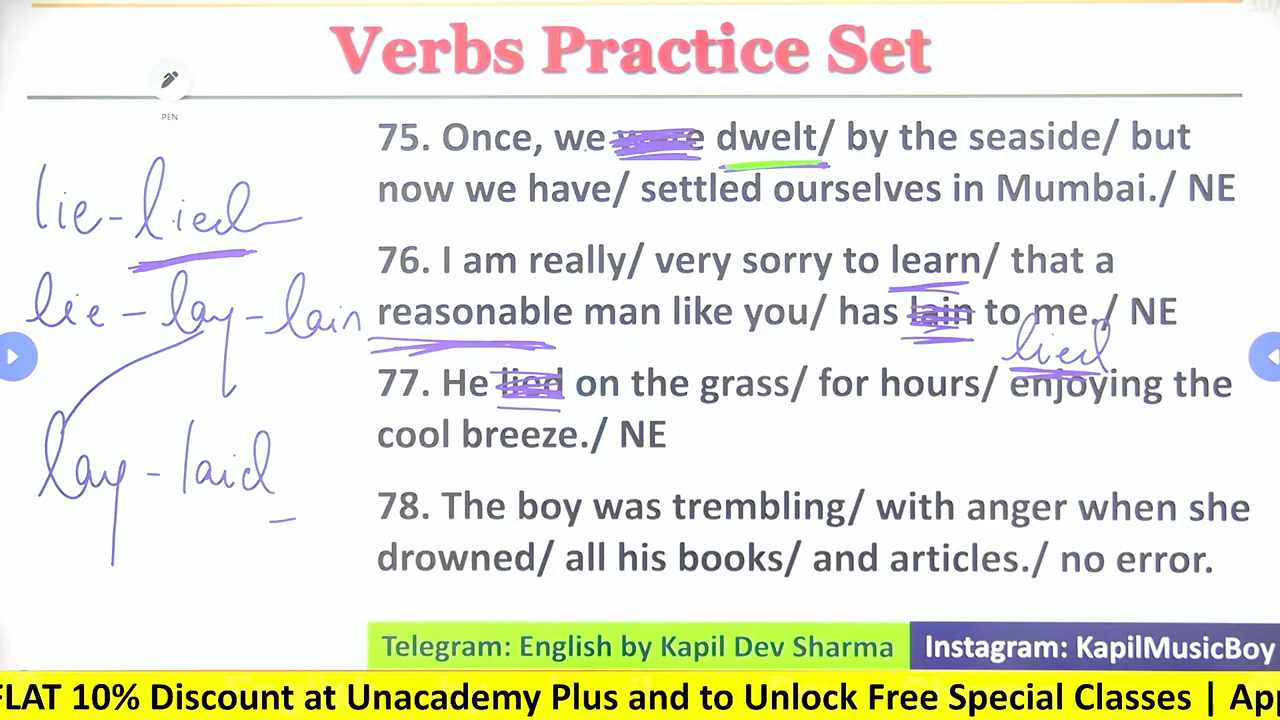 Verbs Practice Set
PEN
75. Once, we were dwelt/ by the seaside/ but
now we have/ settled ourselves in Mumbai./ NE
76. I am really/ very sorry to learn/ that a
reasonable man like you/ has lain to me./ NE
lied
77. He lied on the grass/ for hours/ enjoying the
cool breeze./ NE
78. The boy was trembling/ with anger when she
drowned/ all his books/ and articles./ no error.
lie - lied
lie - lay - lain
lay - laid
Telegram: English by Kapil Dev Sharma
Instagram: KapilMusicBoy
FLAT 10% Discount at Unacademy Plus and to Unlock Free Special Classes | Ap